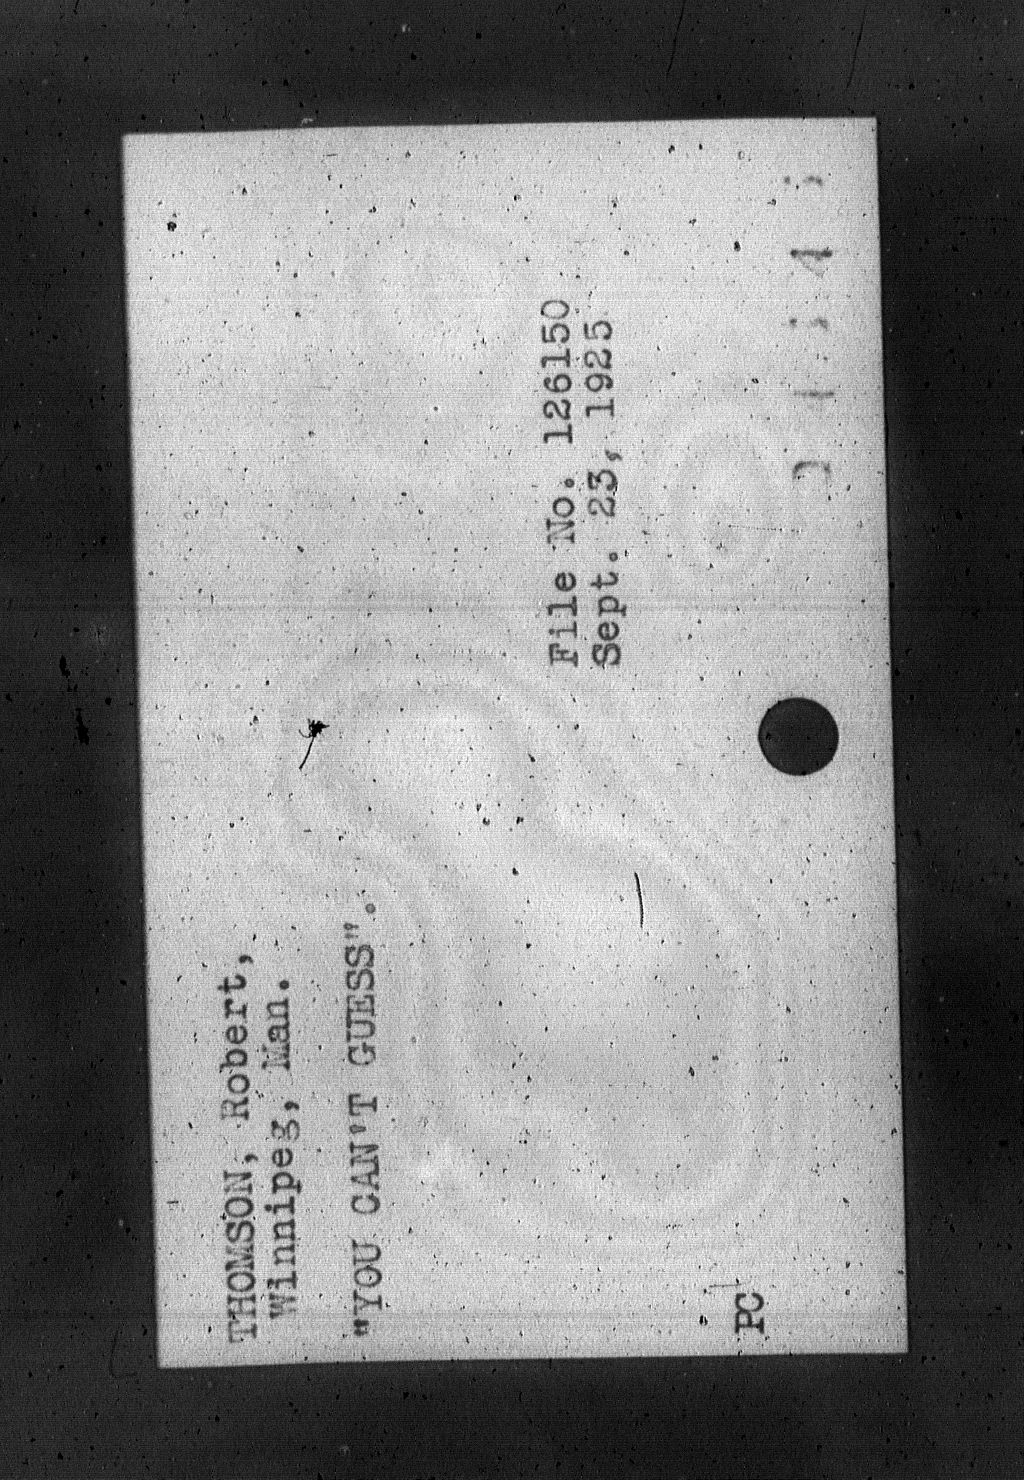 THOMSON, Robert,
Winnipeg, Man.
"YOU CAN'T GUESS".
File No. 126150
Sept. 23, 1925
PC